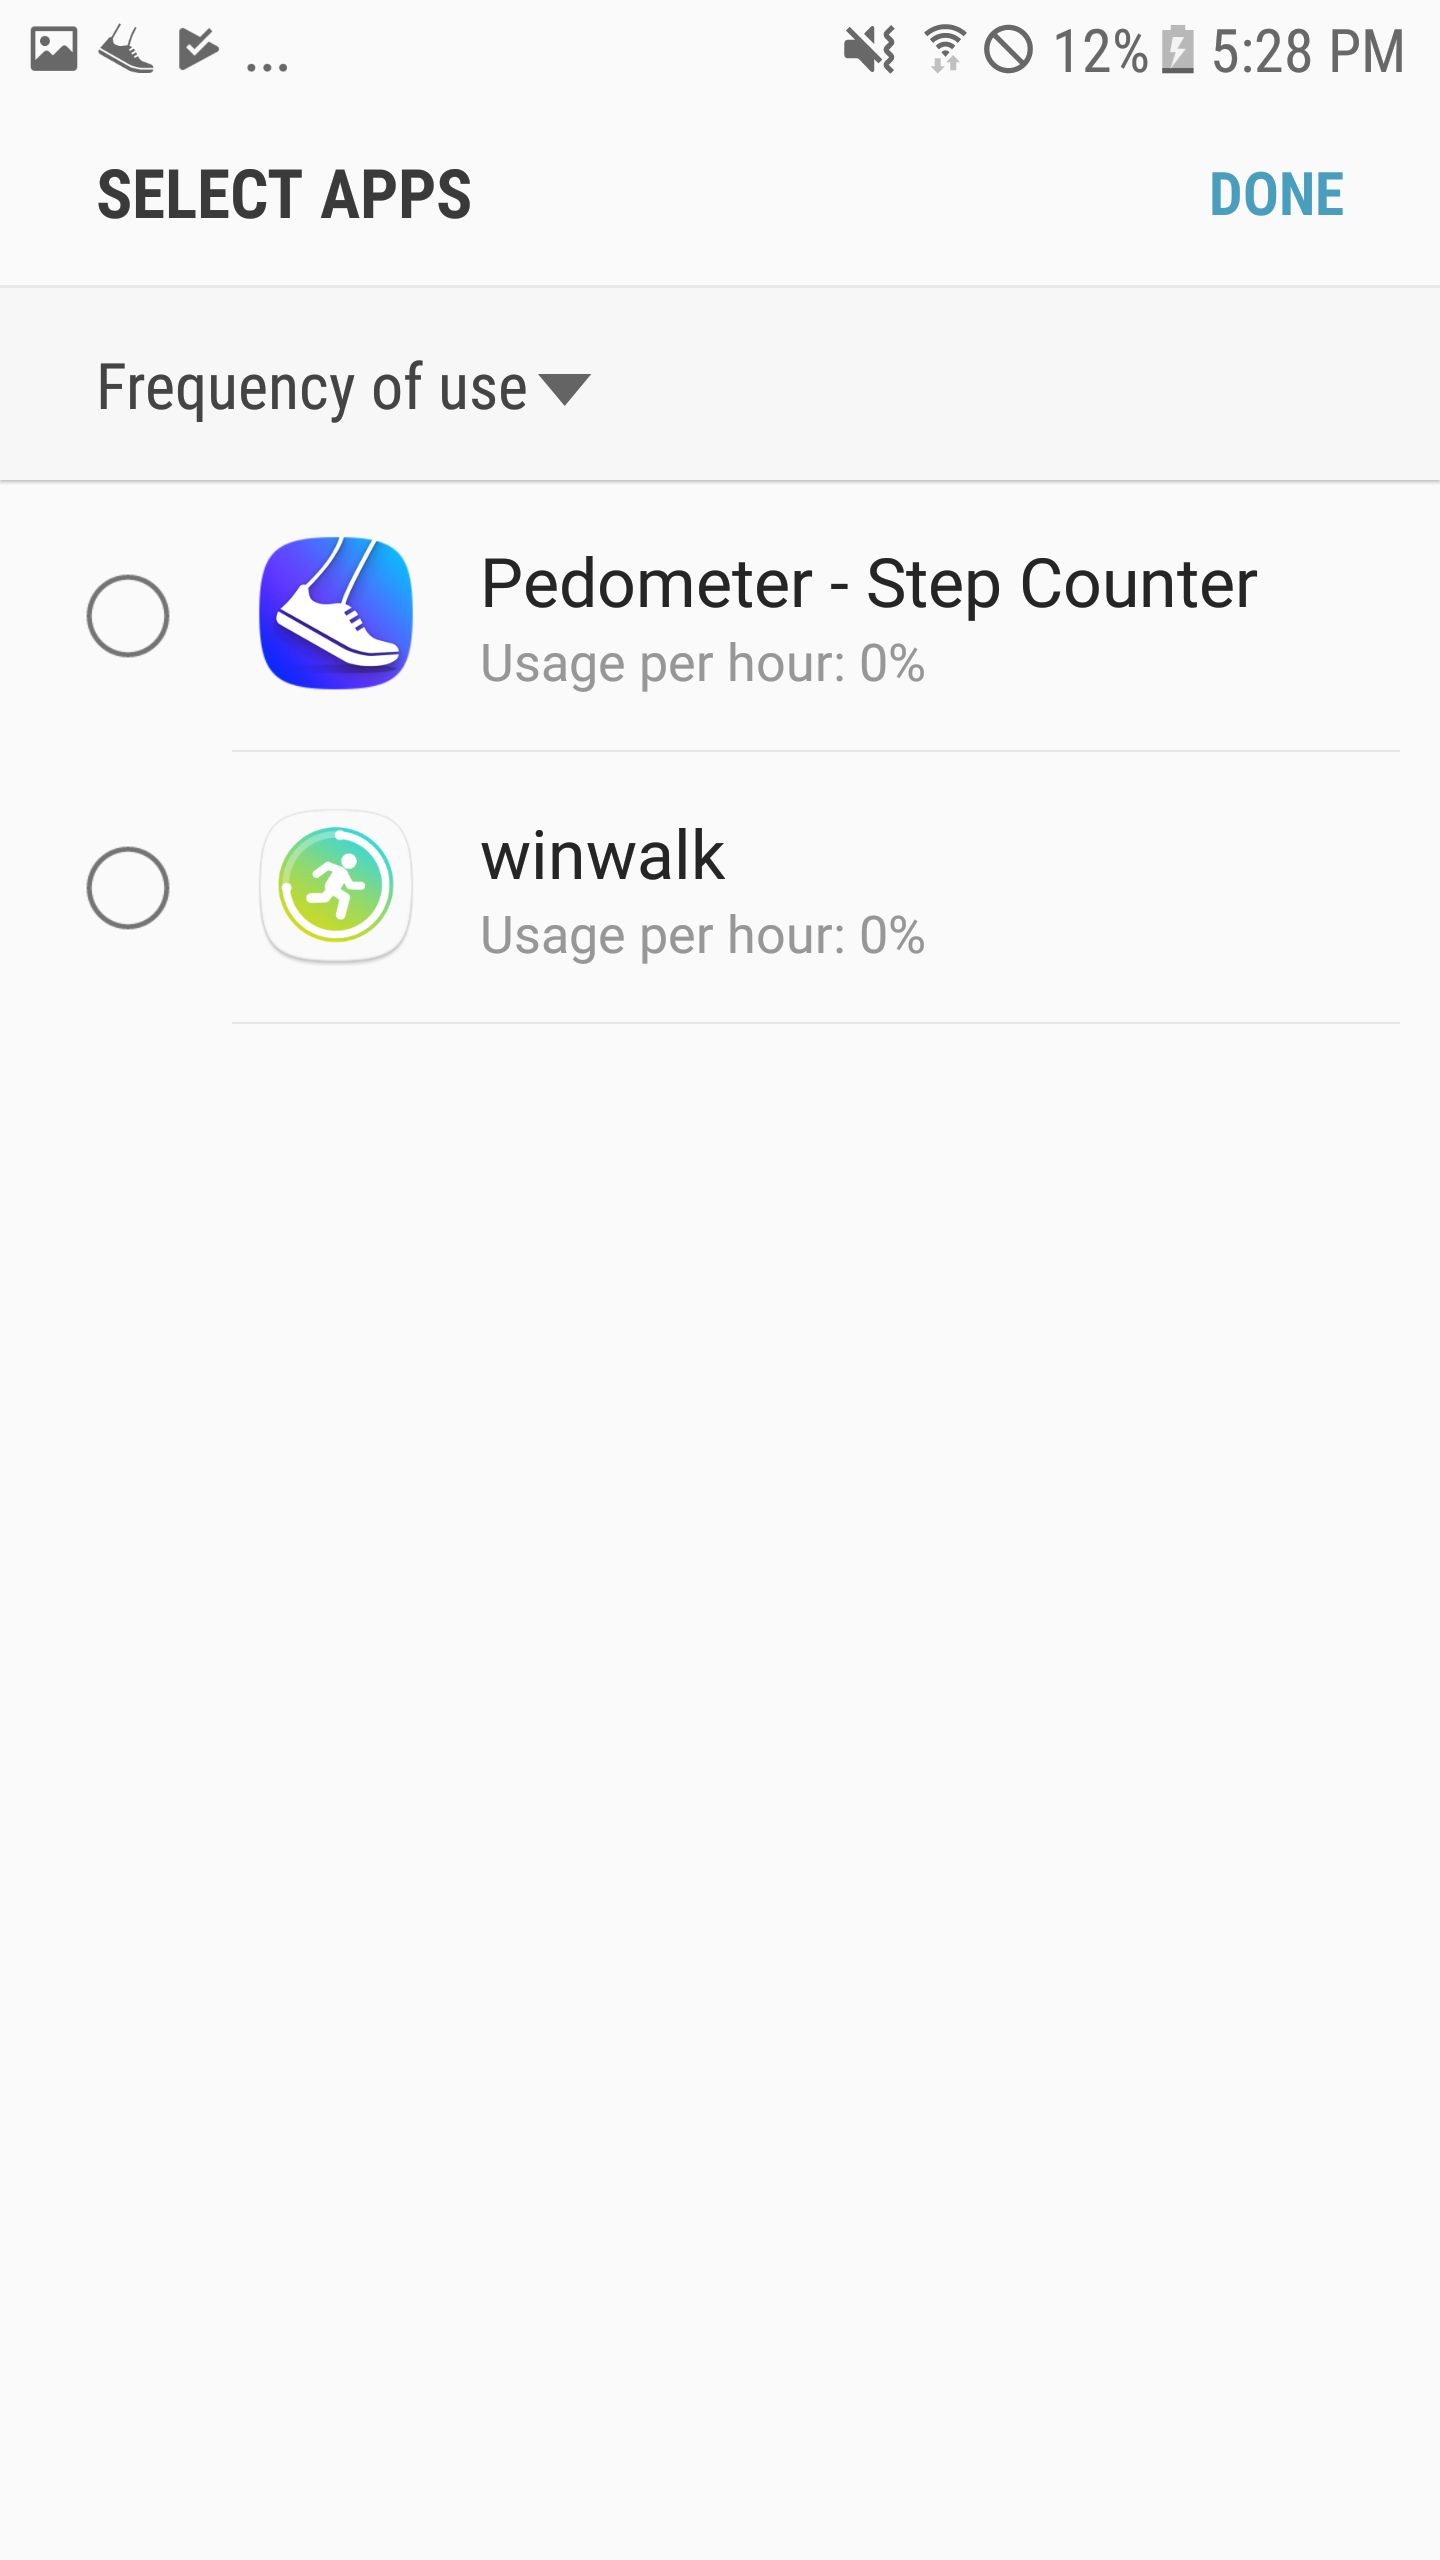 12% 5:28 PM
SELECT APPS
DONE
Frequency of use
Pedometer - Step Counter
Usage per hour: 0%
winwalk
Usage per hour: 0%